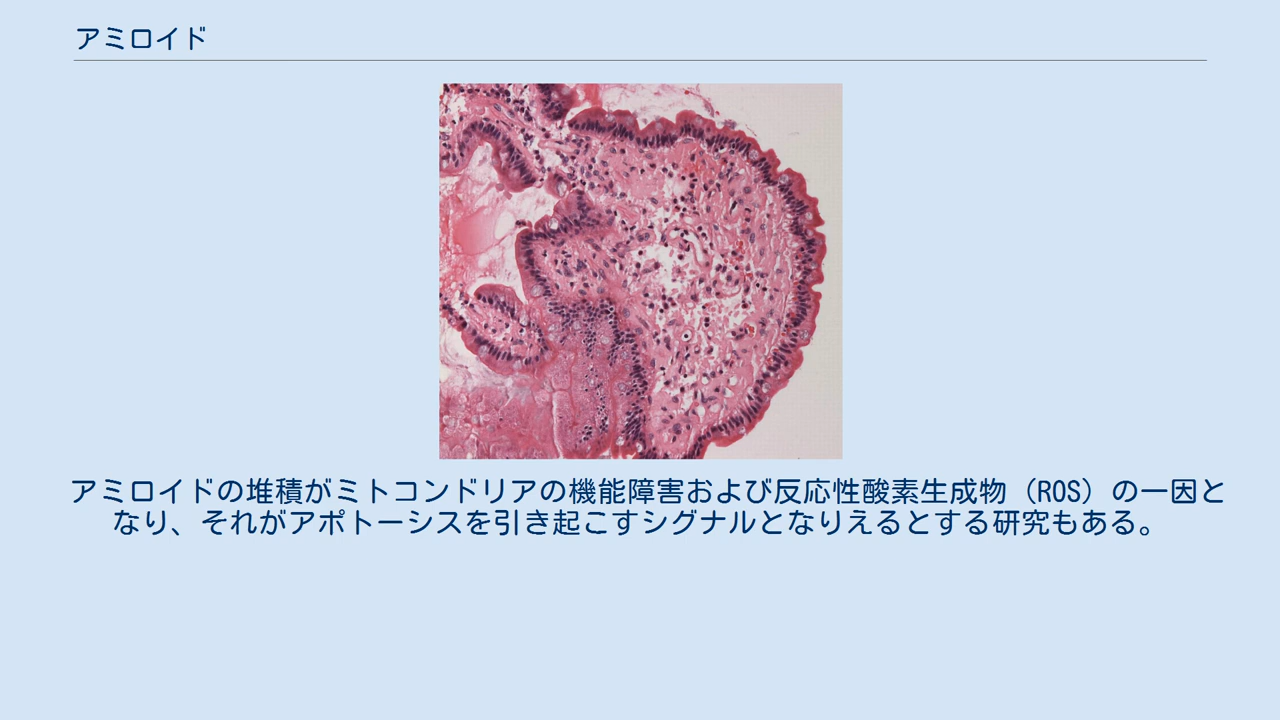 アミロイド
アミロイドの堆積がミトコンドリアの機能障害および反応性酸素生成物（ROS）の一因と
なり、それがアポトーシスを引き起こすシグナルとなりえるとする研究もある。